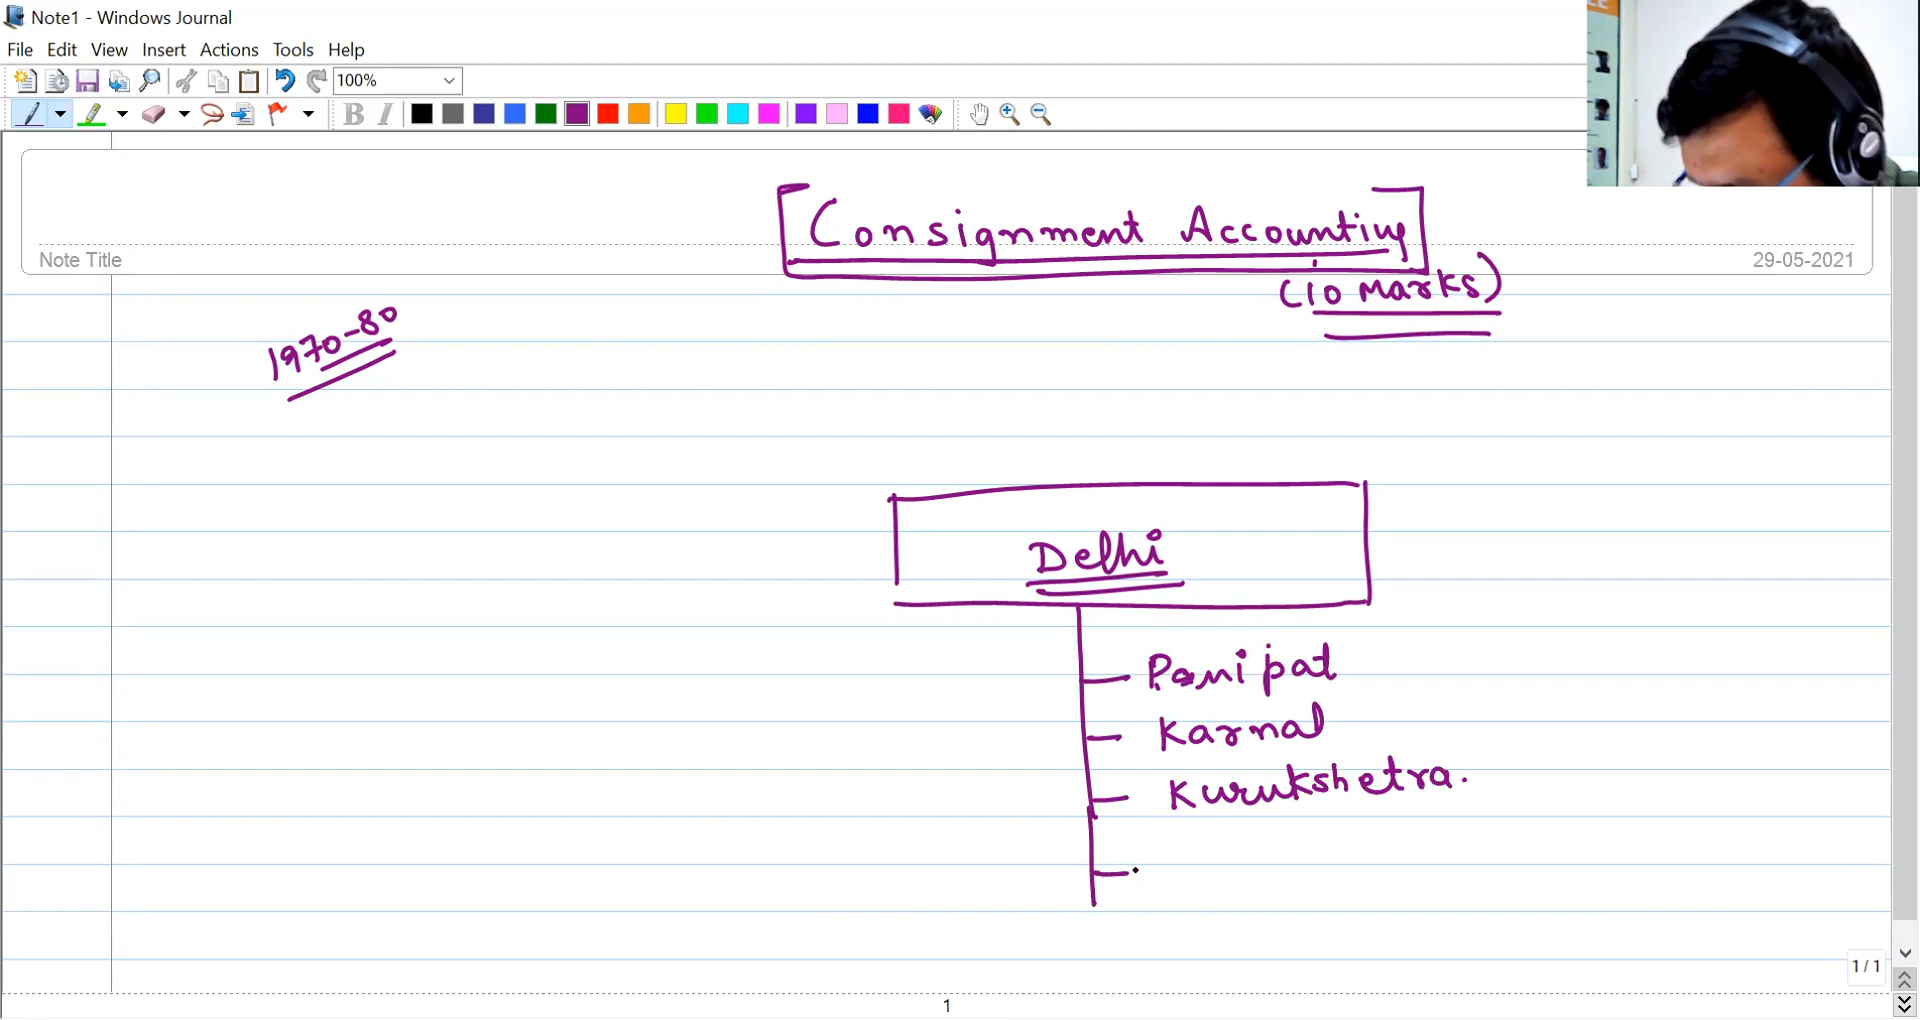 Note1 - Windows Journal
File Edit View Insert Actions Tools Help
100%
B I
Consignment Accounting
Note Title
29-05-2021
(10 Marks)
1970-80
Delhi
Panipat
Karnal
Kurukshetra.
1 / 1
1